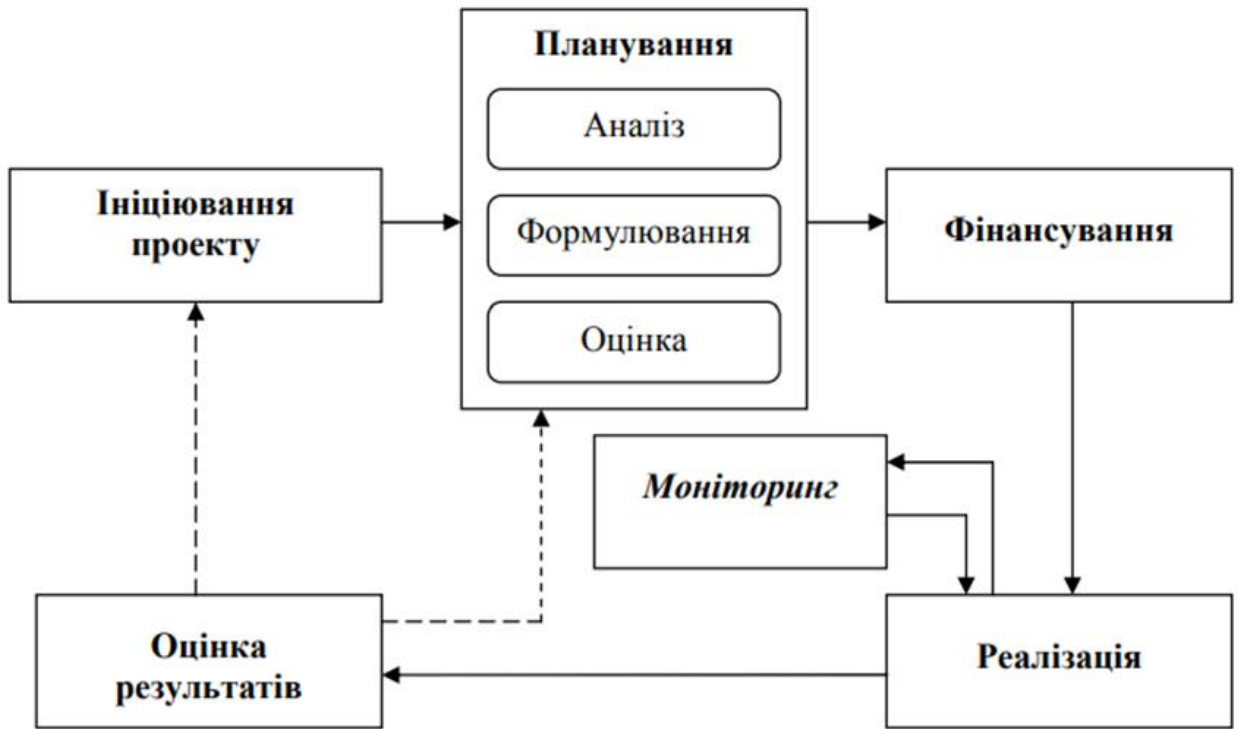 Планування
Аналіз
Формулювання
Оцінка
Ініціювання
проекту
Фінансування
Моніторинг
Оцінка
результатів
Реалізація